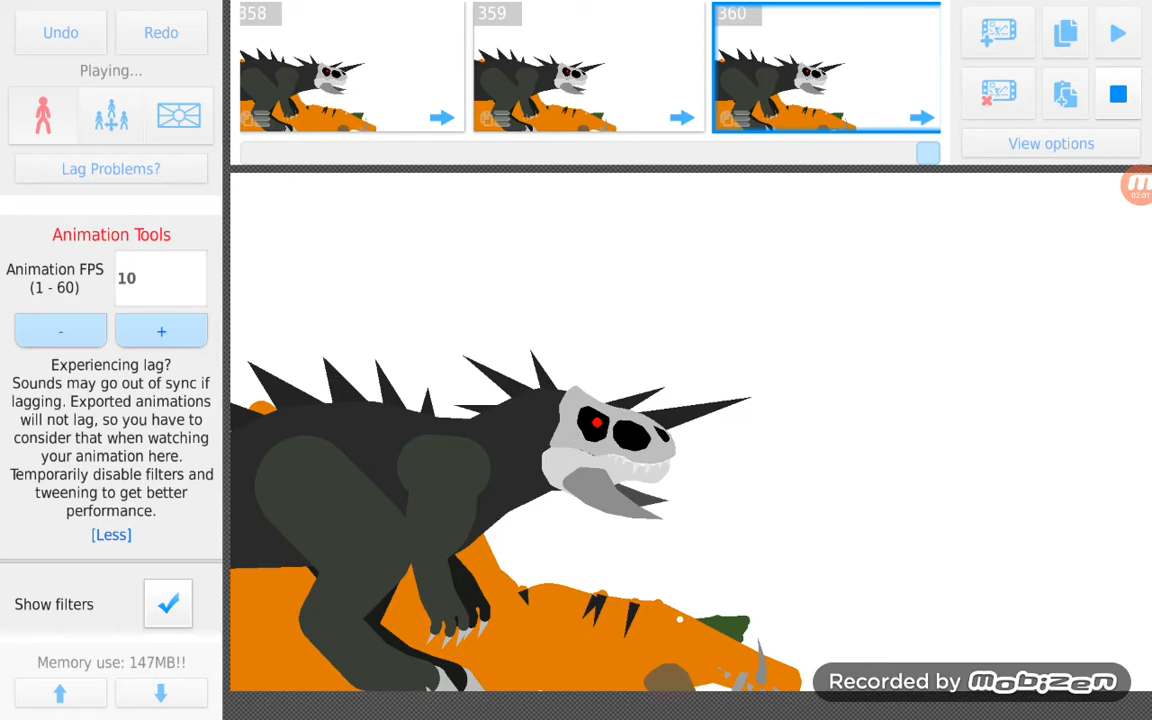 Undo
Redo
Playing...
Lag Problems?
Animation Tools
Animation FPS
(1 - 60)
10
-
+
Experiencing lag?
Sounds may go out of sync if
lagging. Exported animations
will not lag, so you have to
consider that when watching
your animation here.
Temporarily disable filters and
tweening to get better
performance.
[Less]
Show filters
Memory use: 147MB!!
358
359
360
View options
02:07
Recorded by mobizen